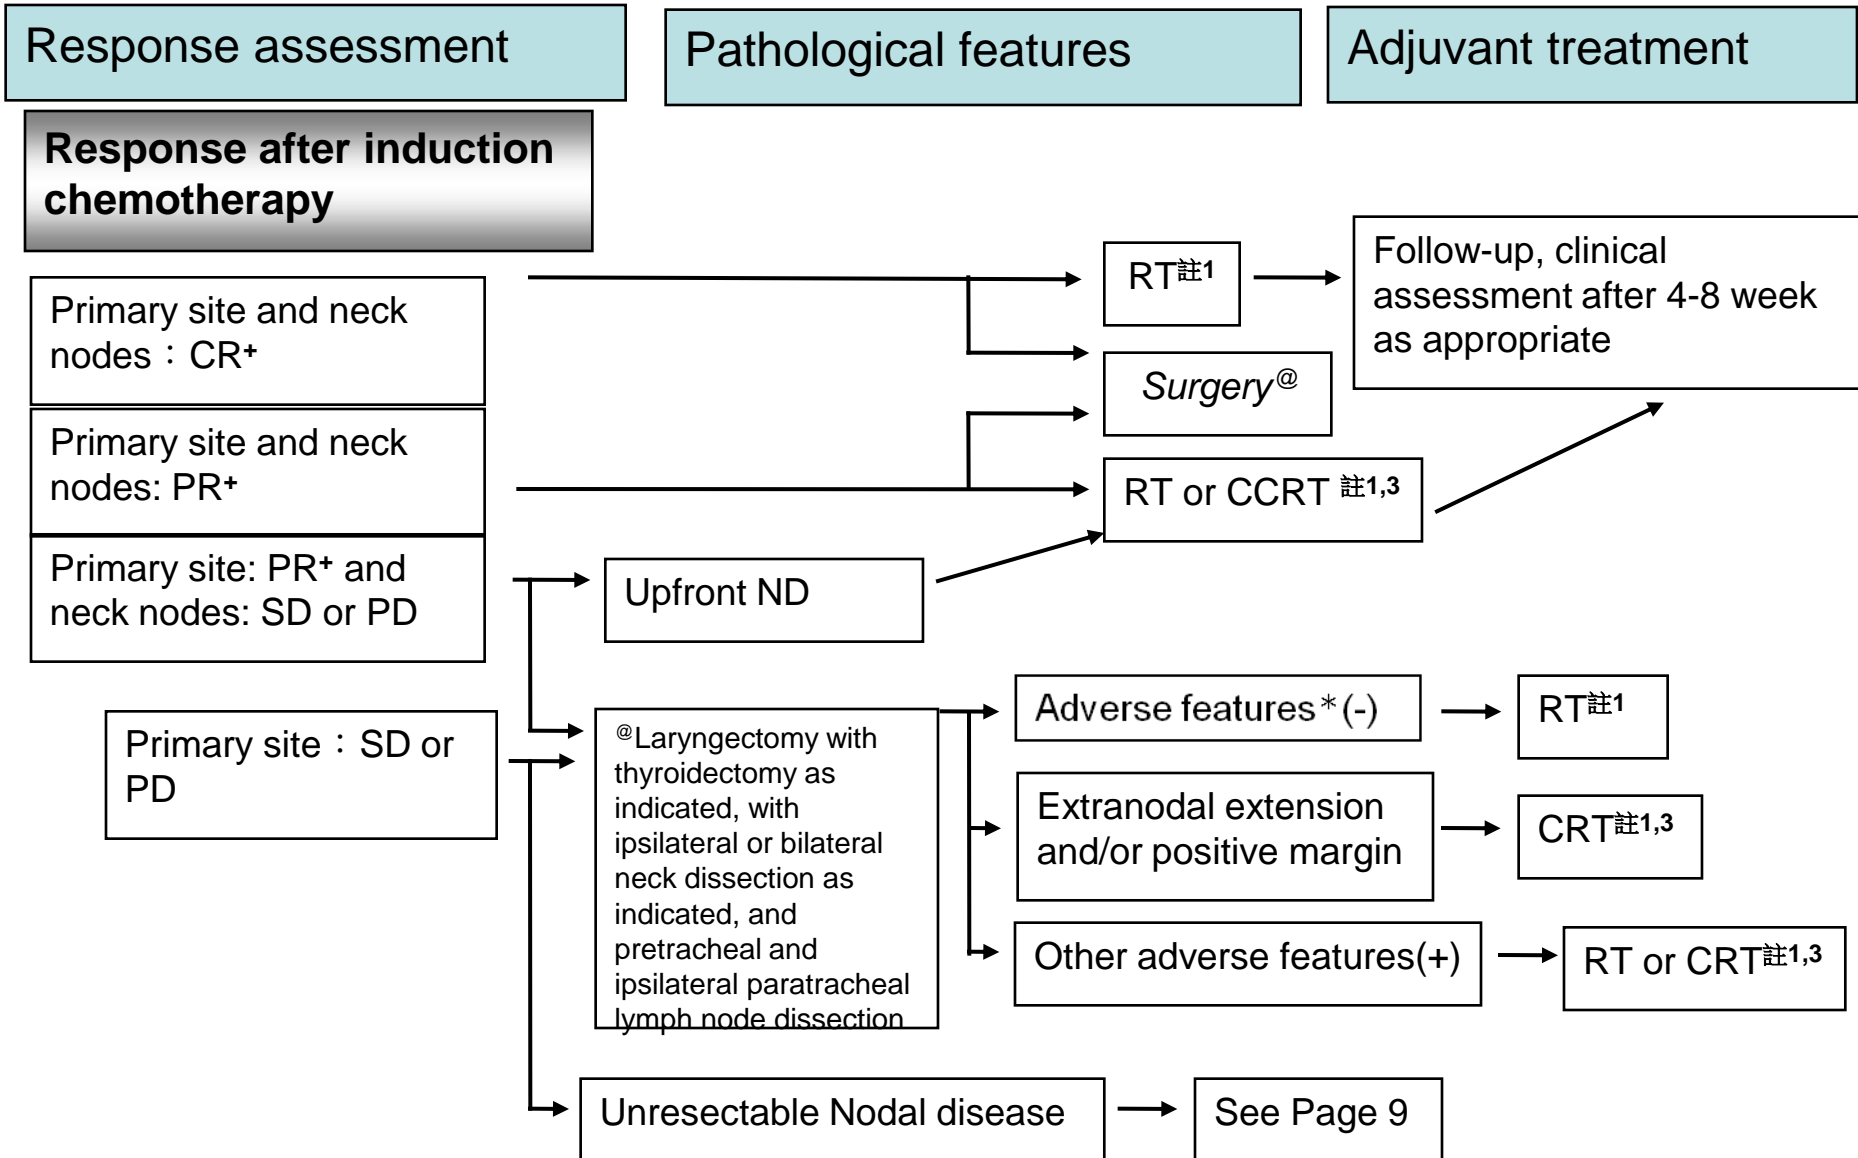 Response assessment
Pathological features
Adjuvant treatment
Response after induction
chemotherapy
Primary site and neck
nodes：CR+
RT註1
Follow-up, clinical
assessment after 4-8 week
as appropriate
Surgery@
Primary site and neck
nodes: PR+
RT or CCRT 註1,3
Primary site: PR+ and
neck nodes: SD or PD
Upfront ND
Primary site：SD or
PD
@Laryngectomy with
thyroidectomy as
indicated, with
ipsilateral or bilateral
neck dissection as
indicated, and
pretracheal and
ipsilateral paratracheal
lymph node dissection
Adverse features*(-)
RT註1
Extranodal extension
and/or positive margin
CRT註1,3
Other adverse features(+)
RT or CRT註1,3
Unresectable Nodal disease
See Page 9